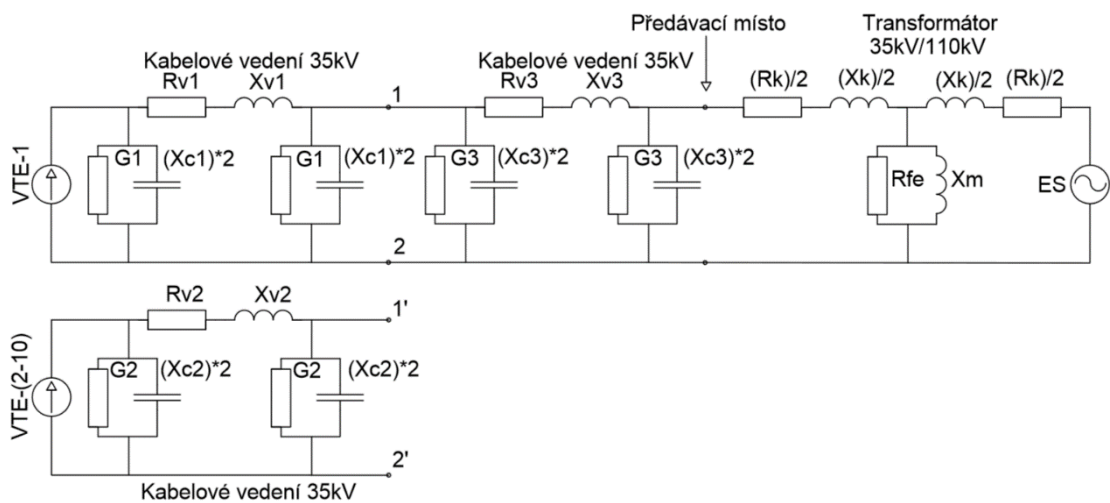 Předávací místo
Transformátor
35kV/110kV
Kabelové vedení 35kV
Kabelové vedení 35kV
Rv1
Xv1
Rv3
Xv3
(Rk)/2
(Xk)/2
(Xk)/2
(Rk)/2
1
VTE-1
G1
(Xc1)*2
G1
(Xc1)*2
G3
(Xc3)*2
G3
(Xc3)*2
Rfe
Xm
ES
2
Rv2
Xv2
1'
VTE-(2-10)
G2
(Xc2)*2
G2
(Xc2)*2
2'
Kabelové vedení 35kV